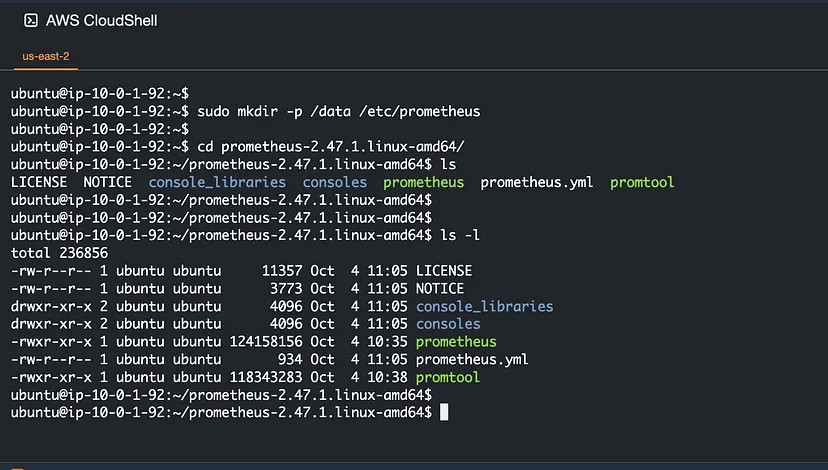 AWS CloudShell
us-east-2
ubuntu@ip-10-0-1-92:~$
ubuntu@ip-10-0-1-92:~$ sudo mkdir -p /data /etc/prometheus
ubuntu@ip-10-0-1-92:~$
ubuntu@ip-10-0-1-92:~$ cd prometheus-2.47.1.linux-amd64/
ubuntu@ip-10-0-1-92:~/prometheus-2.47.1.linux-amd64$ ls
LICENSE  NOTICE  console_libraries  consoles  prometheus  prometheus.yml  promtool
ubuntu@ip-10-0-1-92:~/prometheus-2.47.1.linux-amd64$
ubuntu@ip-10-0-1-92:~/prometheus-2.47.1.linux-amd64$
ubuntu@ip-10-0-1-92:~/prometheus-2.47.1.linux-amd64$ ls -l
total 236856
-rw-r--r-- 1 ubuntu ubuntu     11357 Oct  4 11:05 LICENSE
-rw-r--r-- 1 ubuntu ubuntu      3773 Oct  4 11:05 NOTICE
drwxr-xr-x 2 ubuntu ubuntu      4096 Oct  4 11:05 console_libraries
drwxr-xr-x 2 ubuntu ubuntu      4096 Oct  4 11:05 consoles
-rwxr-xr-x 1 ubuntu ubuntu 124158156 Oct  4 10:35 prometheus
-rw-r--r-- 1 ubuntu ubuntu       934 Oct  4 11:05 prometheus.yml
-rwxr-xr-x 1 ubuntu ubuntu 118343283 Oct  4 10:38 promtool
ubuntu@ip-10-0-1-92:~/prometheus-2.47.1.linux-amd64$
ubuntu@ip-10-0-1-92:~/prometheus-2.47.1.linux-amd64$